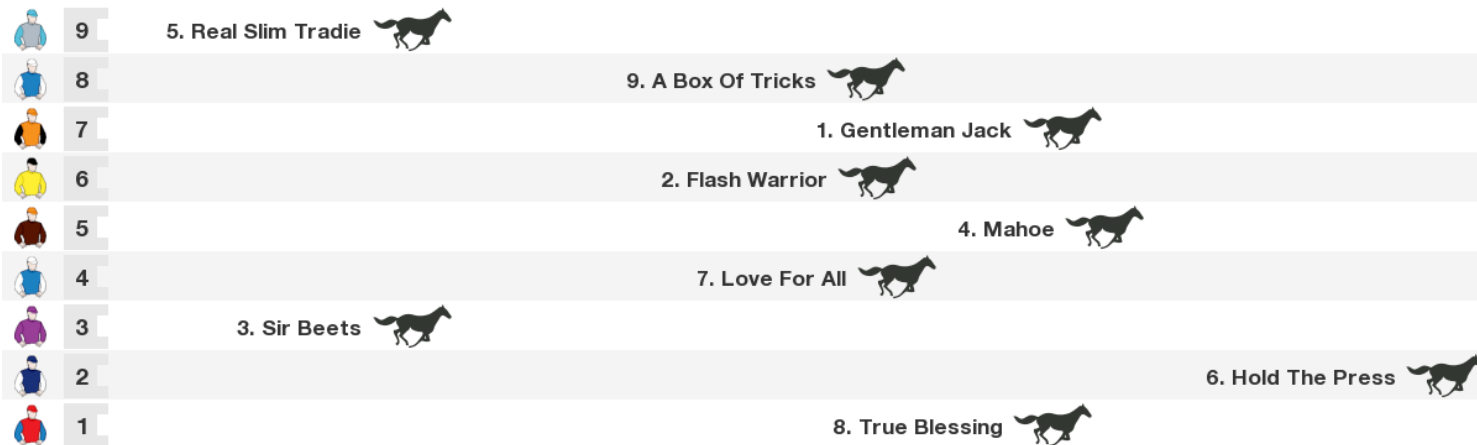 9 5. Real Slim Tradie
8 9. A Box Of Tricks
7 1. Gentleman Jack
6 2. Flash Warrior
5 4. Mahoe
4 7. Love For All
3 3. Sir Beets
2 6. Hold The Press
1 8. True Blessing